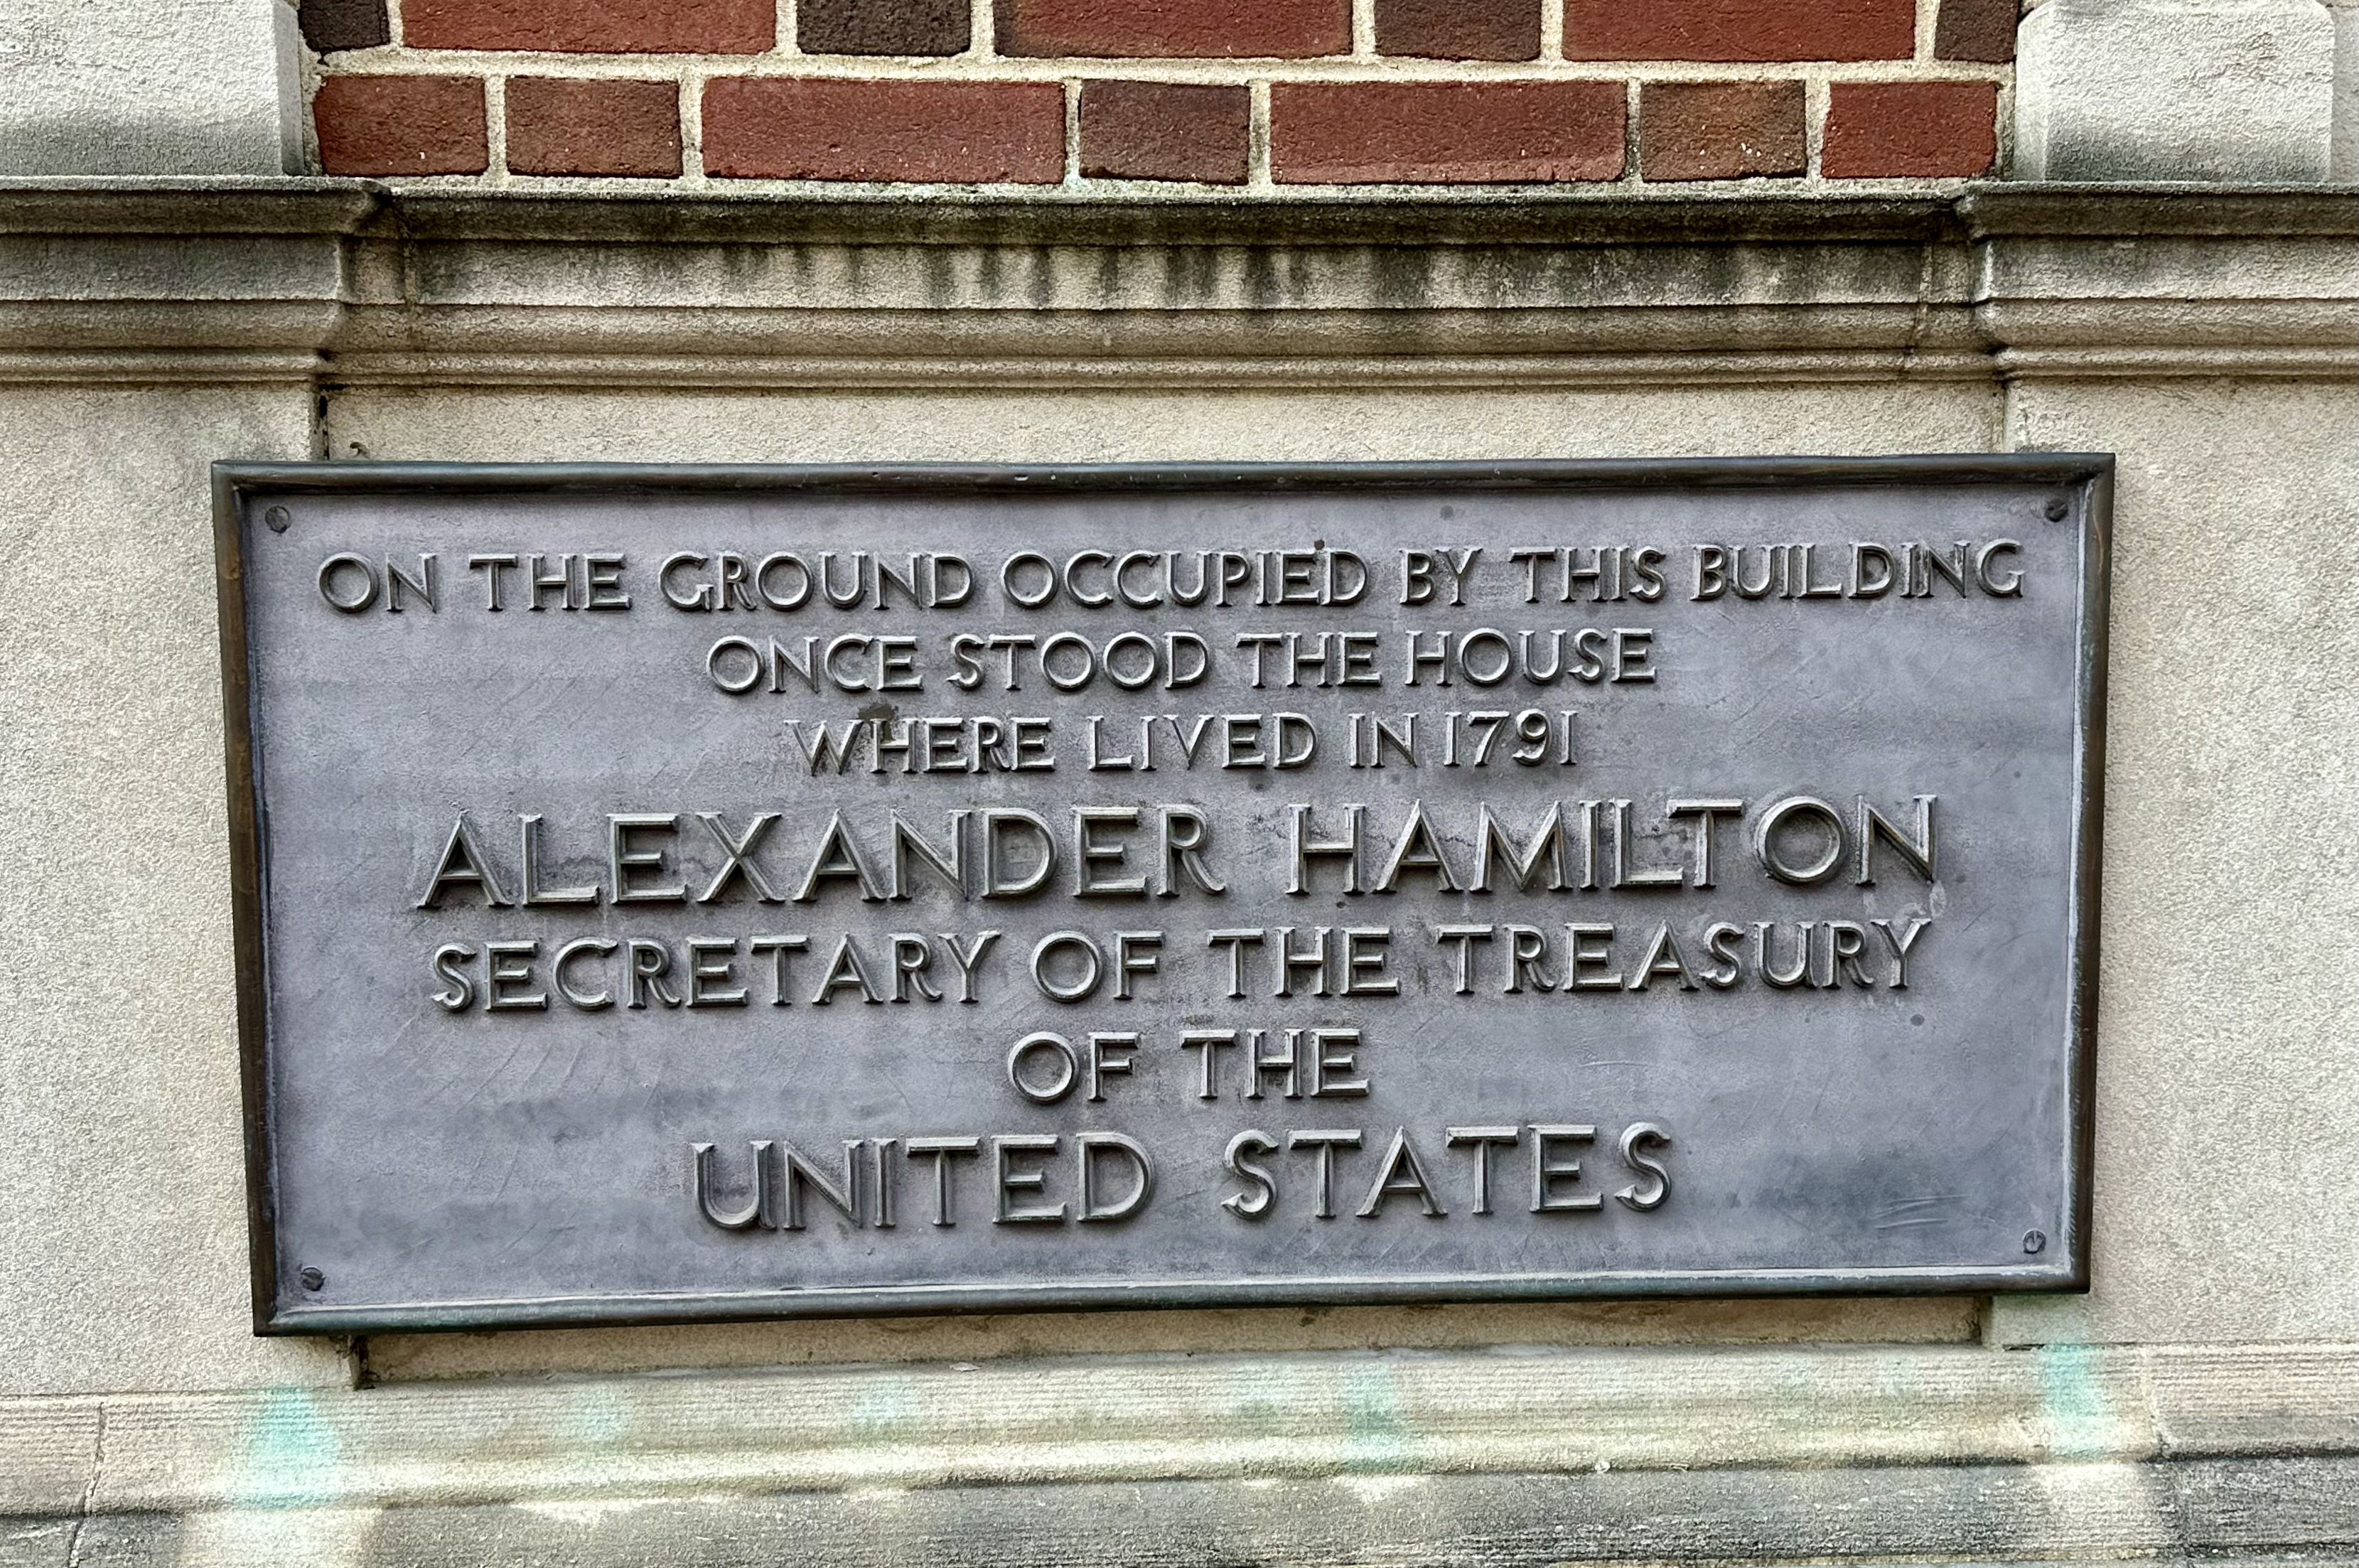 ON THE GROUND OCCUPIED BY THIS BUILDING
ONCE STOOD THE HOUSE
WHERE LIVED IN 1791
ALEXANDER HAMILTON
SECRETARY OF THE TREASURY
OF THE
UNITED STATES